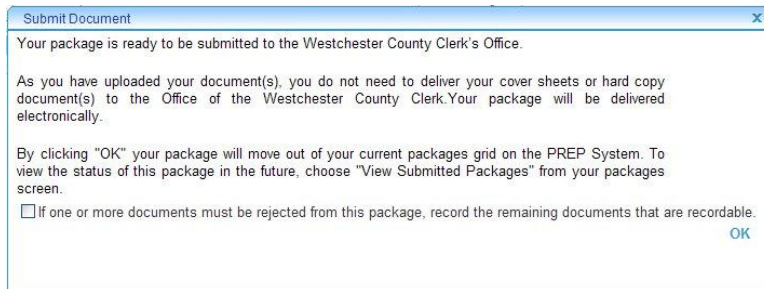 Submit Document X
Your package is ready to be submitted to the Westchester County Clerk's Office.
As you have uploaded your document(s), you do not need to deliver your cover sheets or hard copy
document(s) to the Office of the Westchester County Clerk.Your package will be delivered
electronically.
By clicking "OK" your package will move out of your current packages grid on the PREP System. To
view the status of this package in the future, choose "View Submitted Packages" from your packages
screen.
If one or more documents must be rejected from this package, record the remaining documents that are recordable.
OK